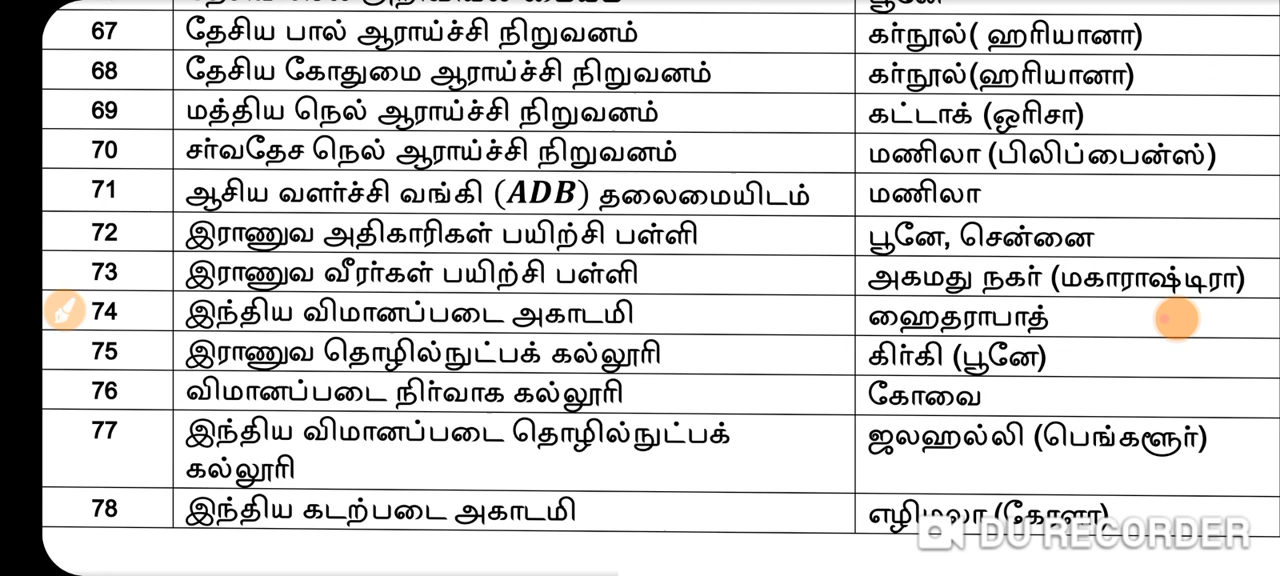 67 தேசிய பால் ஆராய்ச்சி நிறுவனம் கர்நூல்( ஹரியானா)
68 தேசிய கோதுமை ஆராய்ச்சி நிறுவனம் கர்நூல்(ஹரியானா)
69 மத்திய நெல் ஆராய்ச்சி நிறுவனம் கட்டாக் (ஒரிசா)
70 சர்வதேச நெல் ஆராய்ச்சி நிறுவனம் மணிலா (பிலிப்பைன்ஸ்)
71 ஆசிய வளர்ச்சி வங்கி (ADB) தலைமையிடம் மணிலா
72 இராணுவ அதிகாரிகள் பயிற்சி பள்ளி பூனே, சென்னை
73 இராணுவ வீரர்கள் பயிற்சி பள்ளி அகமது நகர் (மகாராஷ்டிரா)
74 இந்திய விமானப்படை அகாடமி ஹைதராபாத்
75 இராணுவ தொழில்நுட்பக் கல்லூரி கிர்கி (பூனே)
76 விமானப்படை நிர்வாக கல்லூரி கோவை
77 இந்திய விமானப்படை தொழில்நுட்பக் ஜலஹல்லி (பெங்களூர்)
கல்லூரி
78 இந்திய கடற்படை அகாடமி எழிமலா (கேரளா)
DU RECORDER